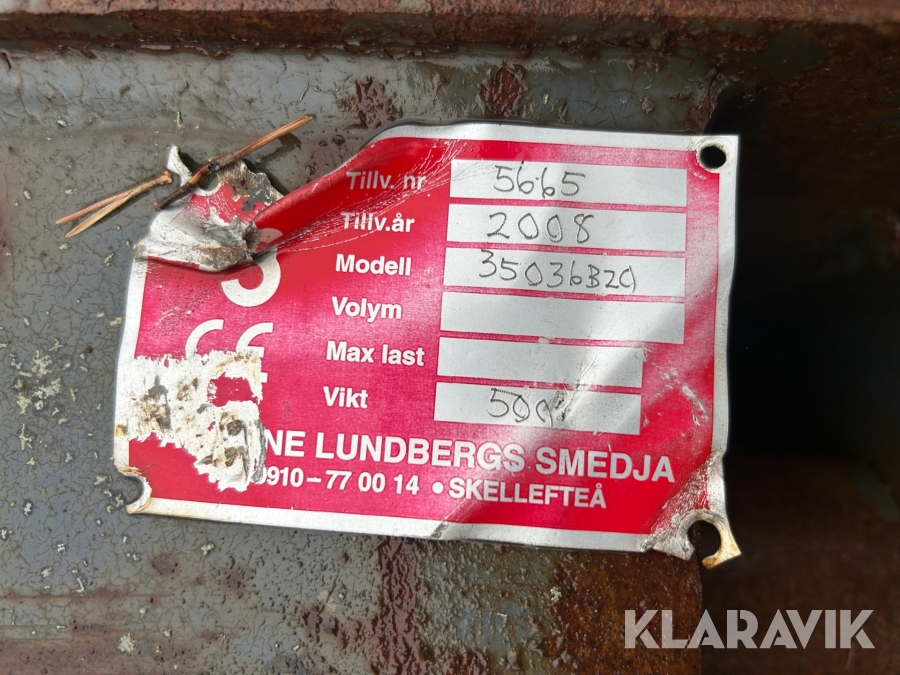 Tillv. nr 5665
Tillv.år 2008
Modell
Volym
Max last
Vikt
NE LUNDBERGS SMEDJA
0910-77 00 14 • SKELLEFTEÅ
KLARAVIK